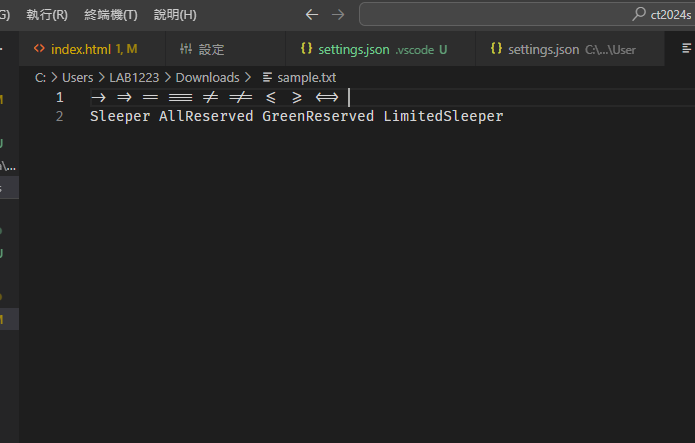 G) 執行(R) 終端機(T) 說明(H) ← → ct2024s
<> index.html 1, M 設定 {} settings.json .vscode U {} settings.json C:\...\User
C: > Users > LAB1223 > Downloads > sample.txt
1 -> => == === != !== <= >= <=>
2 Sleeper AllReserved GreenReserved LimitedSleeper
M
U
\...
s
U
M